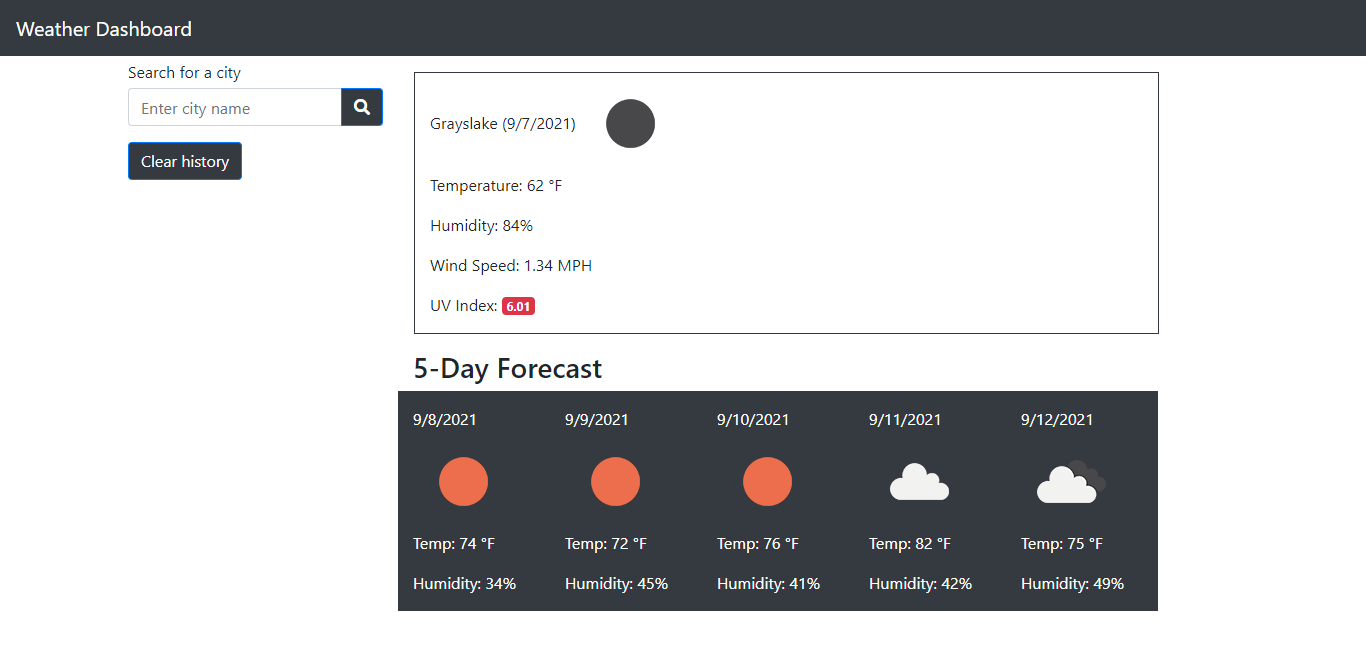 Weather Dashboard
Search for a city
Enter city name
Clear history
Grayslake (9/7/2021)
Temperature: 62 °F
Humidity: 84%
Wind Speed: 1.34 MPH
UV Index: 6.01
5-Day Forecast
9/8/2021 9/9/2021 9/10/2021 9/11/2021 9/12/2021
Temp: 74 °F Temp: 72 °F Temp: 76 °F Temp: 82 °F Temp: 75 °F
Humidity: 34% Humidity: 45% Humidity: 41% Humidity: 42% Humidity: 49%